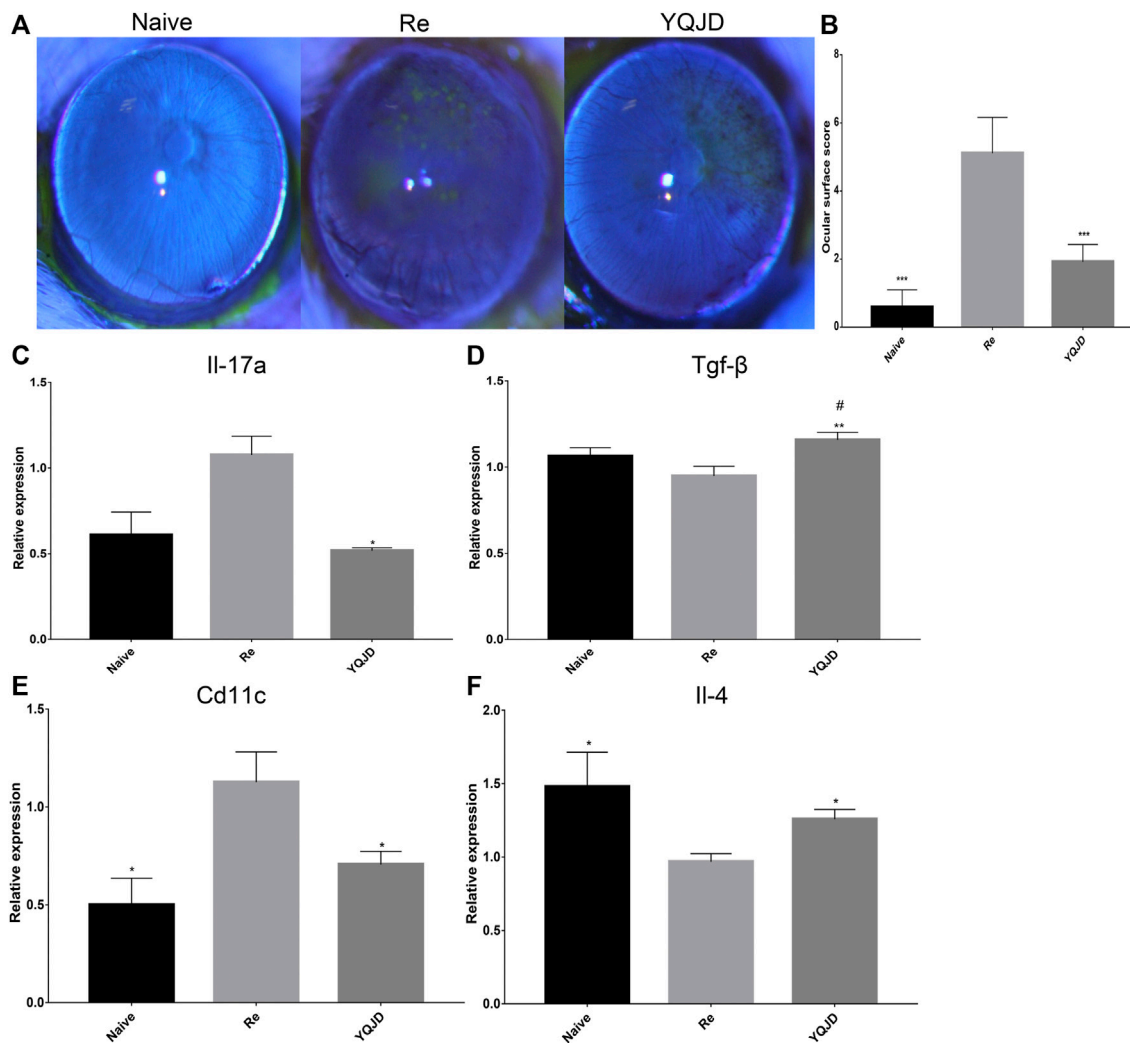 A
Naive
Re
YQJD
B
Ocular surface score
8
6
4
2
0
***
***
Naive
Re
YQJD
C
Il-17a
Relative expression
1.5
1.0
0.5
0.0
*
Naive
Re
YQJD
D
Tgf-β
Relative expression
1.5
1.0
0.5
0.0
#
**
Naive
Re
YQJD
E
Cd11c
Relative expression
1.5
1.0
0.5
0.0
*
*
Naive
Re
YQJD
F
Il-4
Relative expression
2.0
1.5
1.0
0.5
0.0
*
*
Naive
Re
YQJD